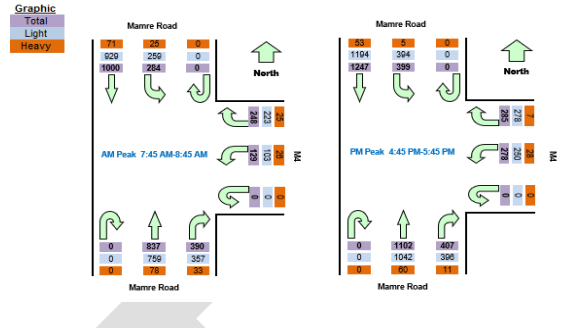 Graphic
Total
Light
Heavy
Mamre Road
71 25 0
929 259 0
1000 284 0
North
248 223 25
AM Peak 7:45 AM-8:45 AM
129 103 26
M4
0 0 0
0 837 390
0 759 357
0 78 33
Mamre Road
Mamre Road
53 5 0
1194 394 0
1247 399 0
North
285 278 7
PM Peak 4:45 PM-5:45 PM
278 250 28
M4
0 0 0
0 1102 407
0 1042 396
0 60 11
Mamre Road